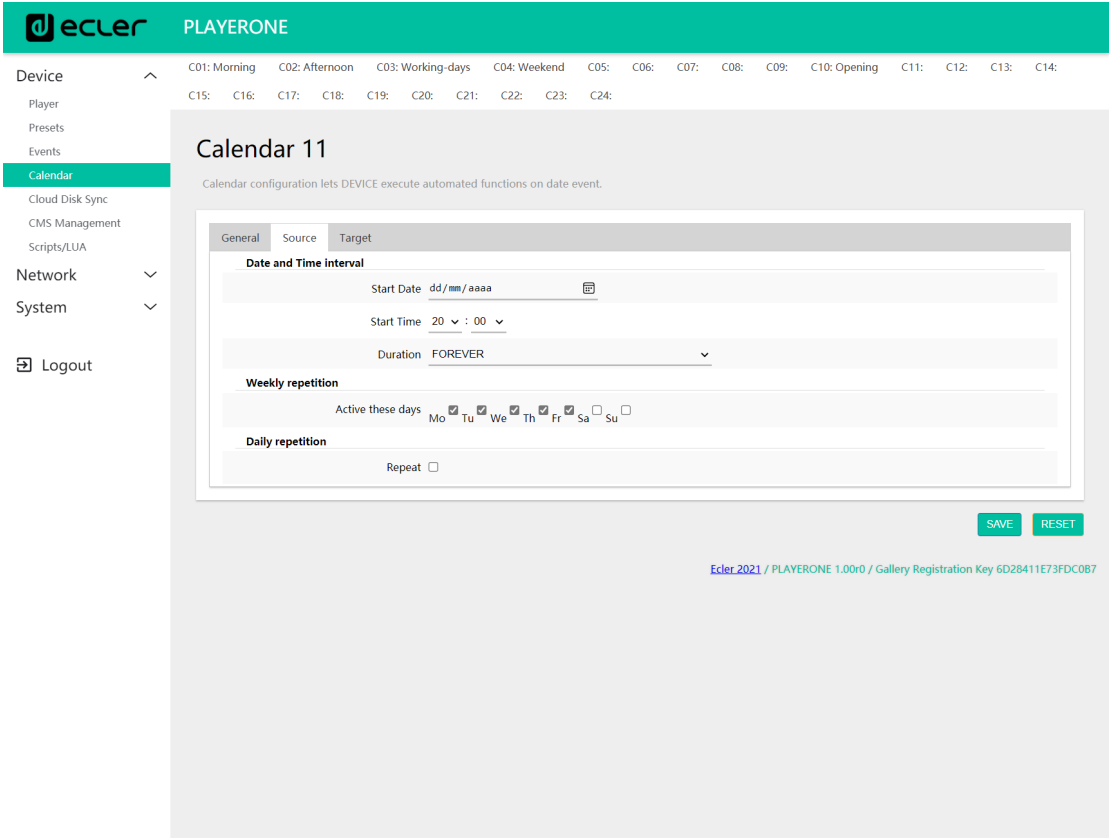 ecler PLAYERONE
Device
Player
Presets
Events
Calendar
Cloud Disk Sync
CMS Management
Scripts/LUA
Network
System
Logout
C01: Morning C02: Afternoon C03: Working-days C04: Weekend C05: C06: C07: C08: C09: C10: Opening C11: C12: C13: C14:
C15: C16: C17: C18: C19: C20: C21: C22: C23: C24:
Calendar 11
Calendar configuration lets DEVICE execute automated functions on date event.
General Source Target
Date and Time interval
Start Date dd/mm/aaaa
Start Time 20 : 00
Duration FOREVER
Weekly repetition
Active these days Mo Tu We Th Fr Sa Su
Daily repetition
Repeat
SAVE RESET
Ecler 2021 / PLAYERONE 1.00r0 / Gallery Registration Key 6D28411E73FDC0B7